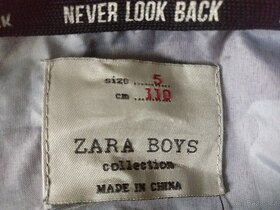 K NEVER LOOK BACK
size ......5
cm ...110
ZARA BOYS
collection
MADE IN CHINA